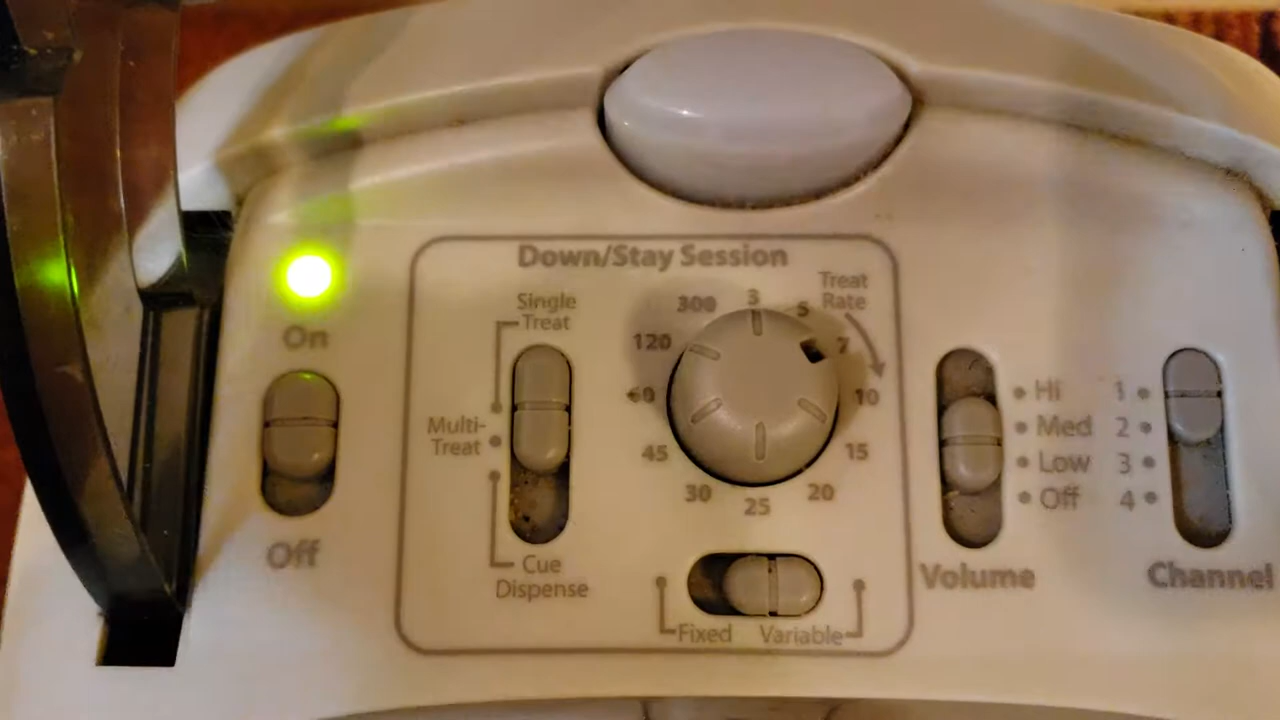 Down/Stay Session
On
Off
Single
Treat
Multi-
Treat
Cue
Dispense
Treat
Rate
3
5
7
10
15
20
25
30
45
60
120
300
Fixed
Variable
Hi
Med
Low
Off
Volume
1
2
3
4
Channel